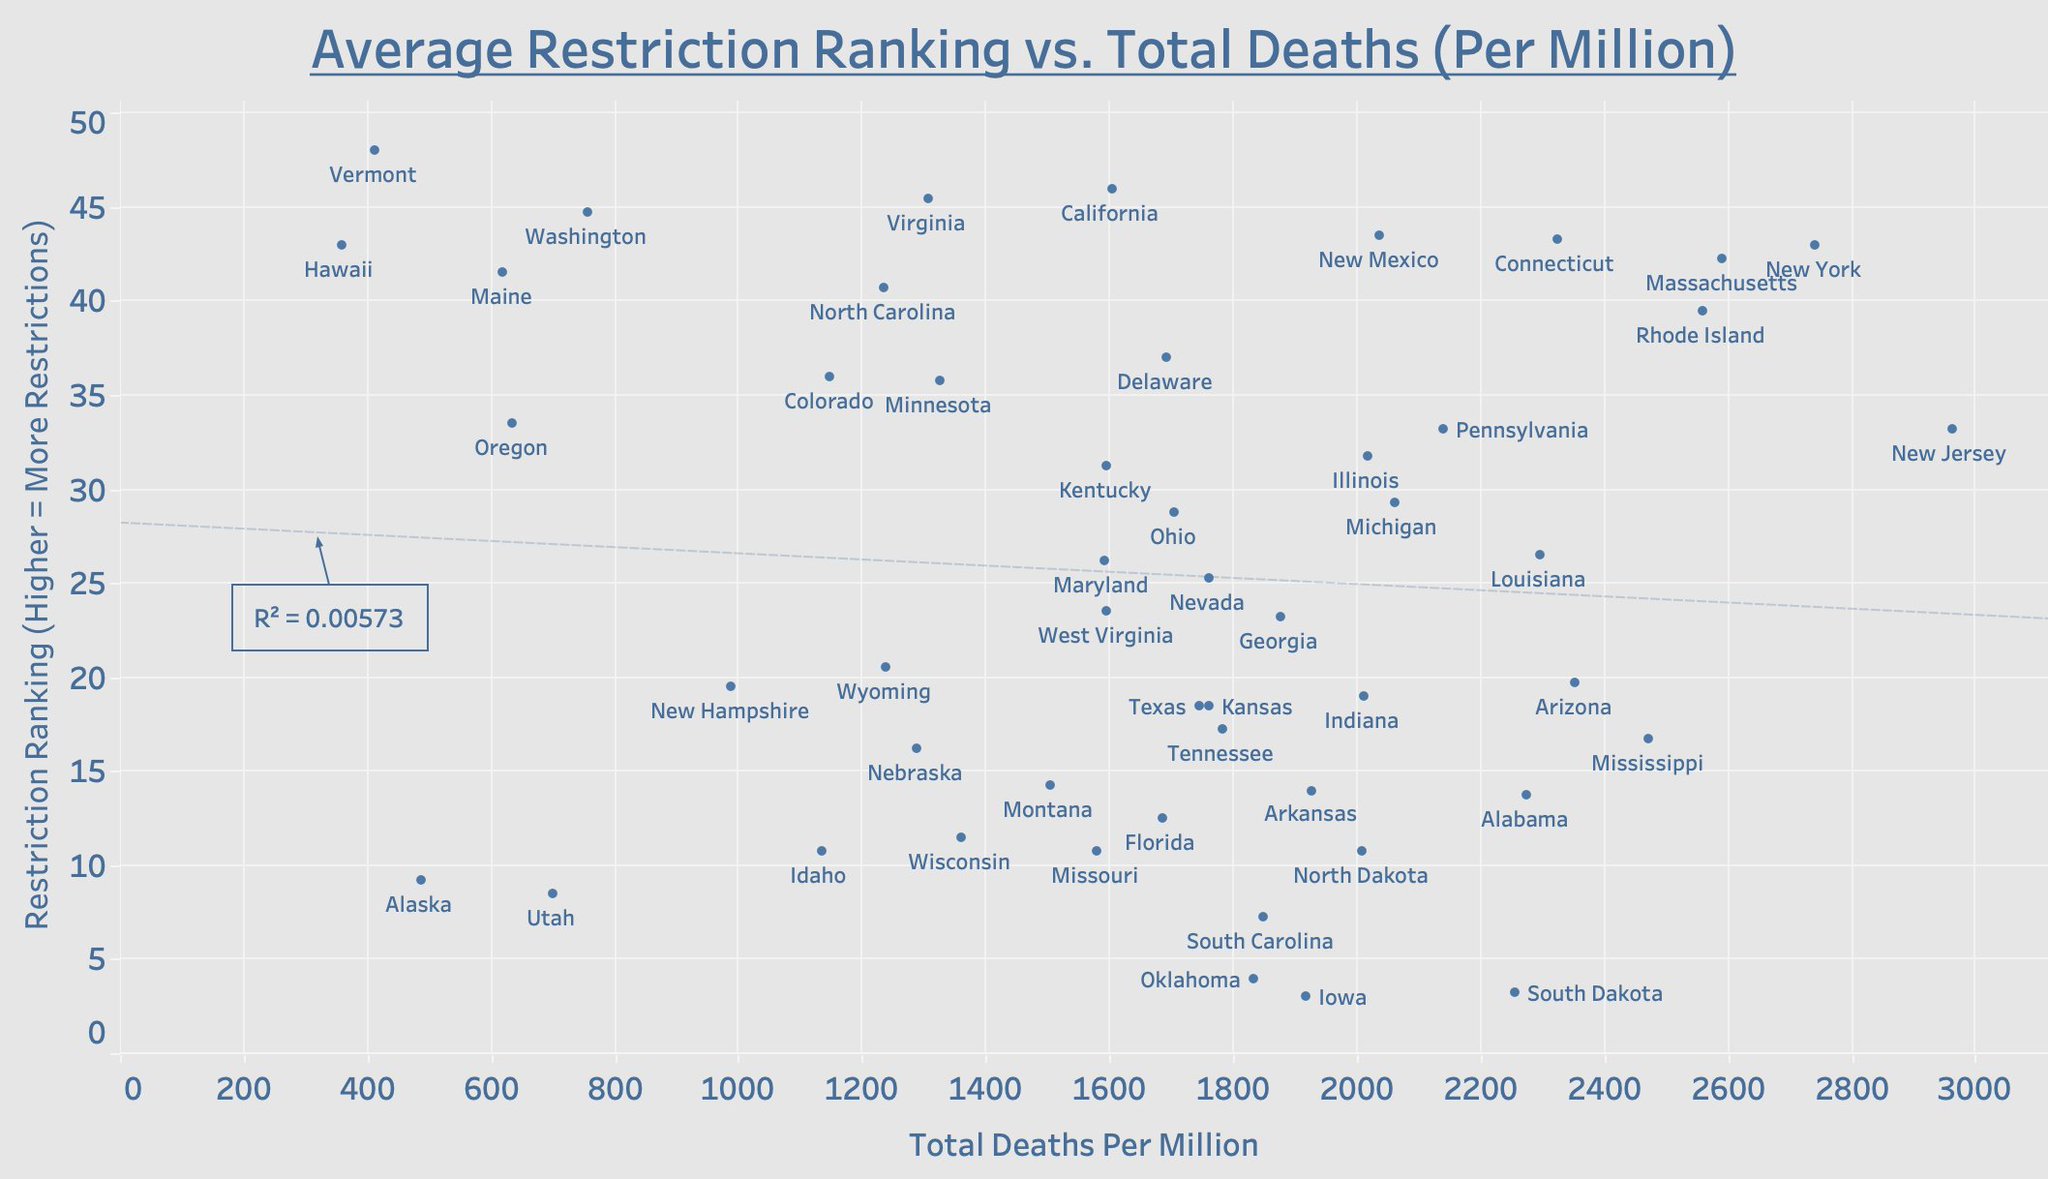 Average Restriction Ranking vs. Total Deaths (Per Million)
Restriction Ranking (Higher = More Restrictions)
50
45
40
35
30
25
20
15
10
5
0
Vermont
Washington
Virginia
California
Hawaii
Maine
North Carolina
New Mexico
Connecticut
Massachusetts
New York
Rhode Island
Colorado
Minnesota
Delaware
Oregon
Pennsylvania
New Jersey
Kentucky
Illinois
Ohio
Michigan
Maryland
Nevada
Louisiana
R² = 0.00573
West Virginia
Georgia
New Hampshire
Wyoming
Texas
Kansas
Indiana
Arizona
Tennessee
Nebraska
Mississippi
Montana
Arkansas
Alabama
Florida
Idaho
Wisconsin
Missouri
North Dakota
Alaska
Utah
South Carolina
Oklahoma
Iowa
South Dakota
0 200 400 600 800 1000 1200 1400 1600 1800 2000 2200 2400 2600 2800 3000
Total Deaths Per Million